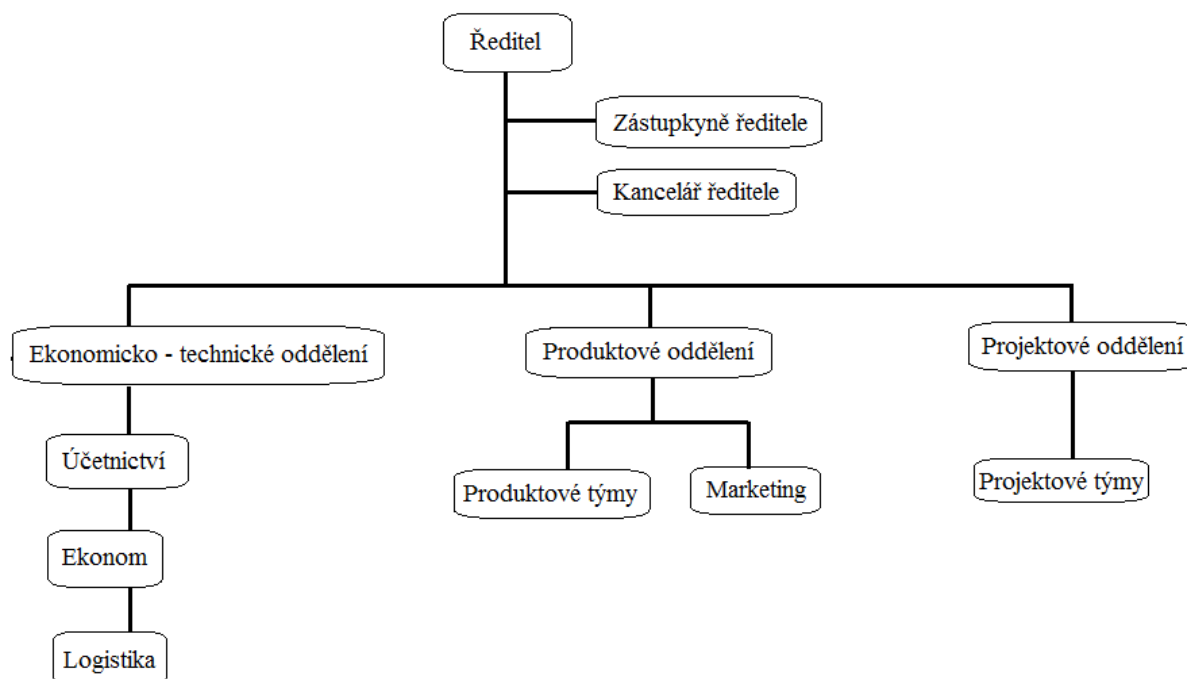 Ředitel
Zástupkyně ředitele
Kancelář ředitele
Ekonomicko - technické oddělení
Produktové oddělení
Projektové oddělení
Účetnictví
Produktové týmy
Marketing
Projektové týmy
Ekonom
Logistika